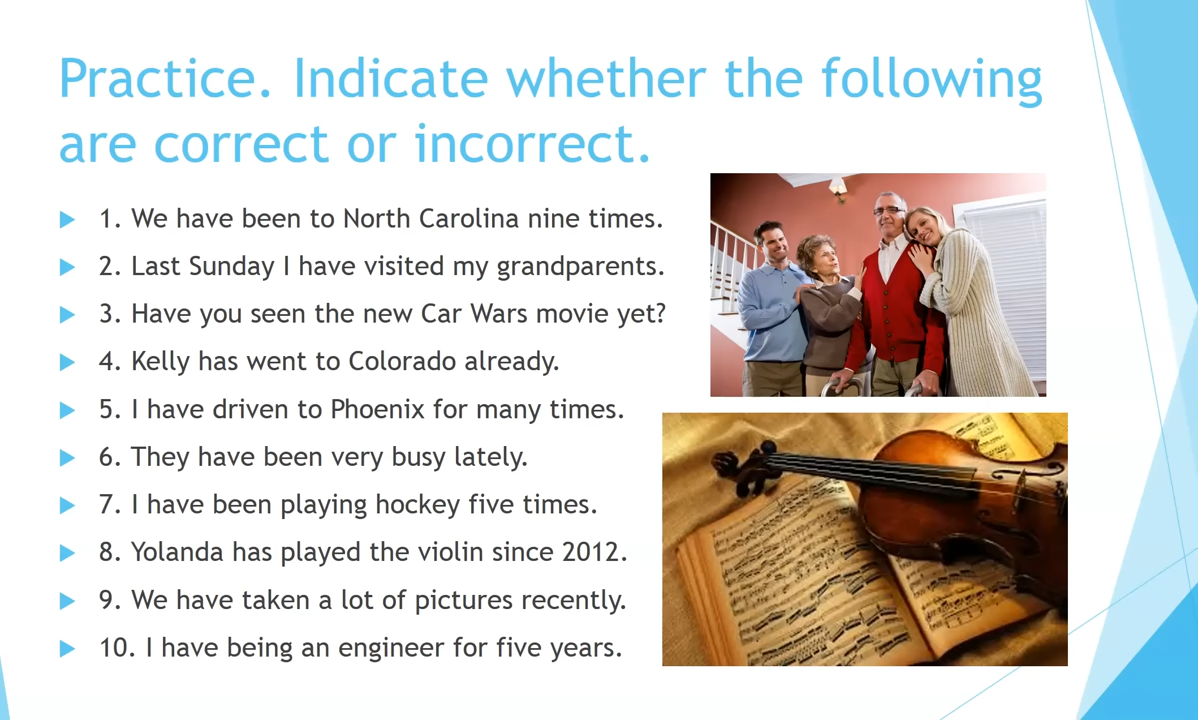 Practice. Indicate whether the following
are correct or incorrect.
1. We have been to North Carolina nine times.
2. Last Sunday I have visited my grandparents.
3. Have you seen the new Car Wars movie yet?
4. Kelly has went to Colorado already.
5. I have driven to Phoenix for many times.
6. They have been very busy lately.
7. I have been playing hockey five times.
8. Yolanda has played the violin since 2012.
9. We have taken a lot of pictures recently.
10. I have being an engineer for five years.